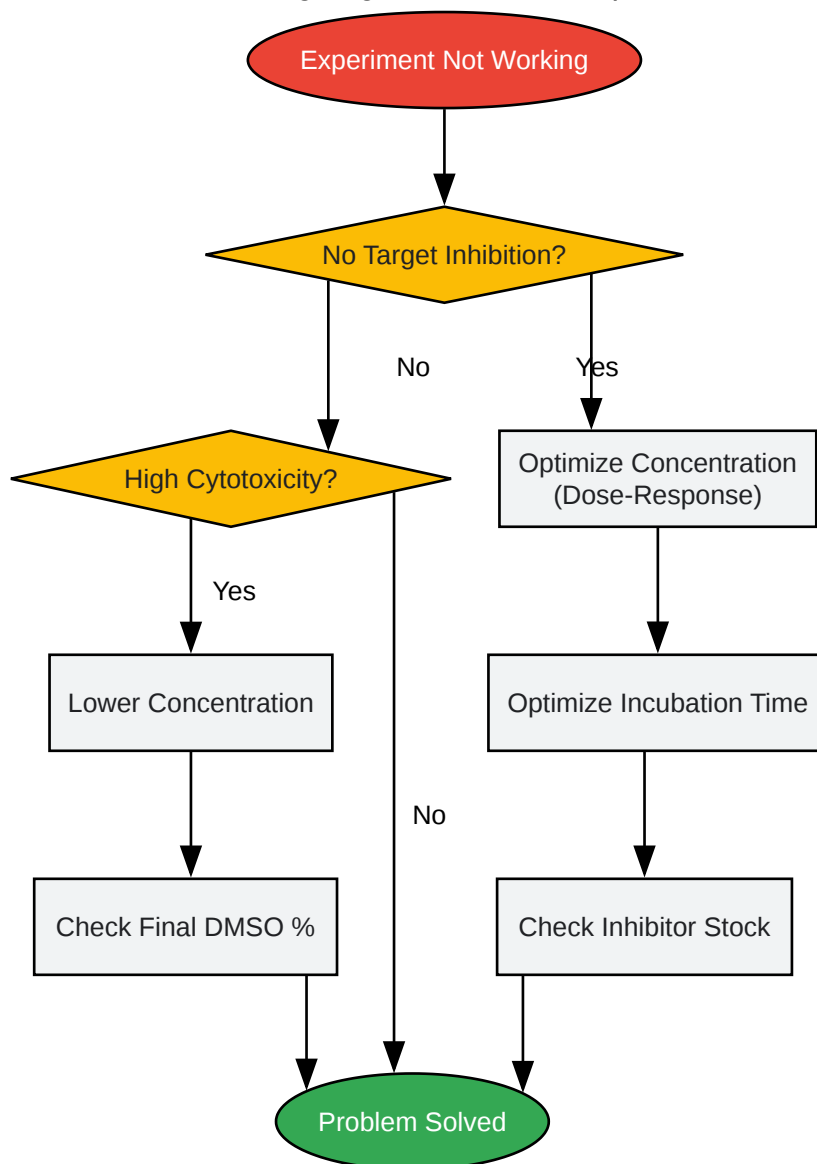 Experiment Not Working
No Target Inhibition?
No
Yes
High Cytotoxicity?
Optimize Concentration
(Dose-Response)
Yes
Lower Concentration
Optimize Incubation Time
No
Check Final DMSO %
Check Inhibitor Stock
Problem Solved